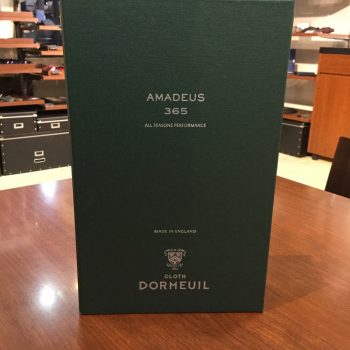 AMADEUS
365
ALL SEASONS PERFORMANCE
MADE IN ENGLAND
CLOTH
DORMEUIL